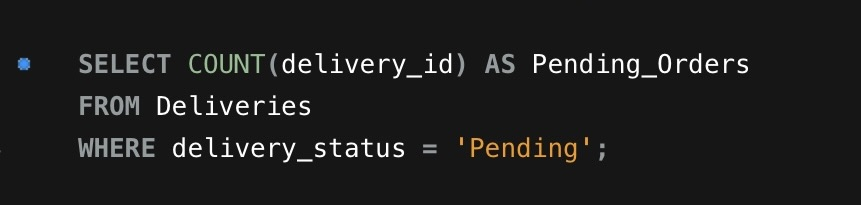 SELECT COUNT(delivery_id) AS Pending_Orders
FROM Deliveries
WHERE delivery_status = 'Pending';